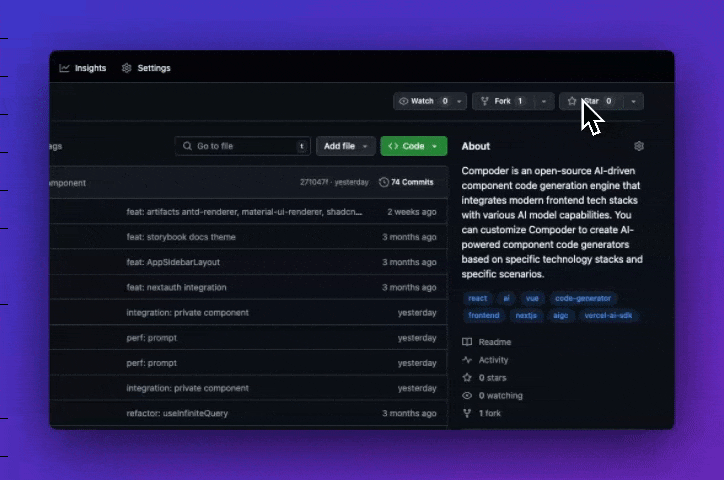 Insights Settings
Watch 0 Fork 1 Star 0
ags Go to file t Add file Code About
omponent 271047f · yesterday 74 Commits
feat: artifacts antd-renderer, material-ui-renderer, shadcn... 2 weeks ago
feat: storybook docs theme 3 months ago
feat: AppSidebarLayout 3 months ago
feat: nextauth integration 3 months ago
integration: private component yesterday
perf: prompt yesterday
perf: prompt yesterday
integration: private component yesterday
refactor: useInfiniteQuery 3 months ago
Compoder is an open-source AI-driven
component code generation engine that
integrates modern frontend tech stacks
with various AI model capabilities. You
can customize Compoder to create AI-
powered component code generators
based on specific technology stacks and
specific scenarios.
react ai vue code-generator
frontend nextjs aigc vercel-ai-sdk
Readme
Activity
0 stars
0 watching
1 fork